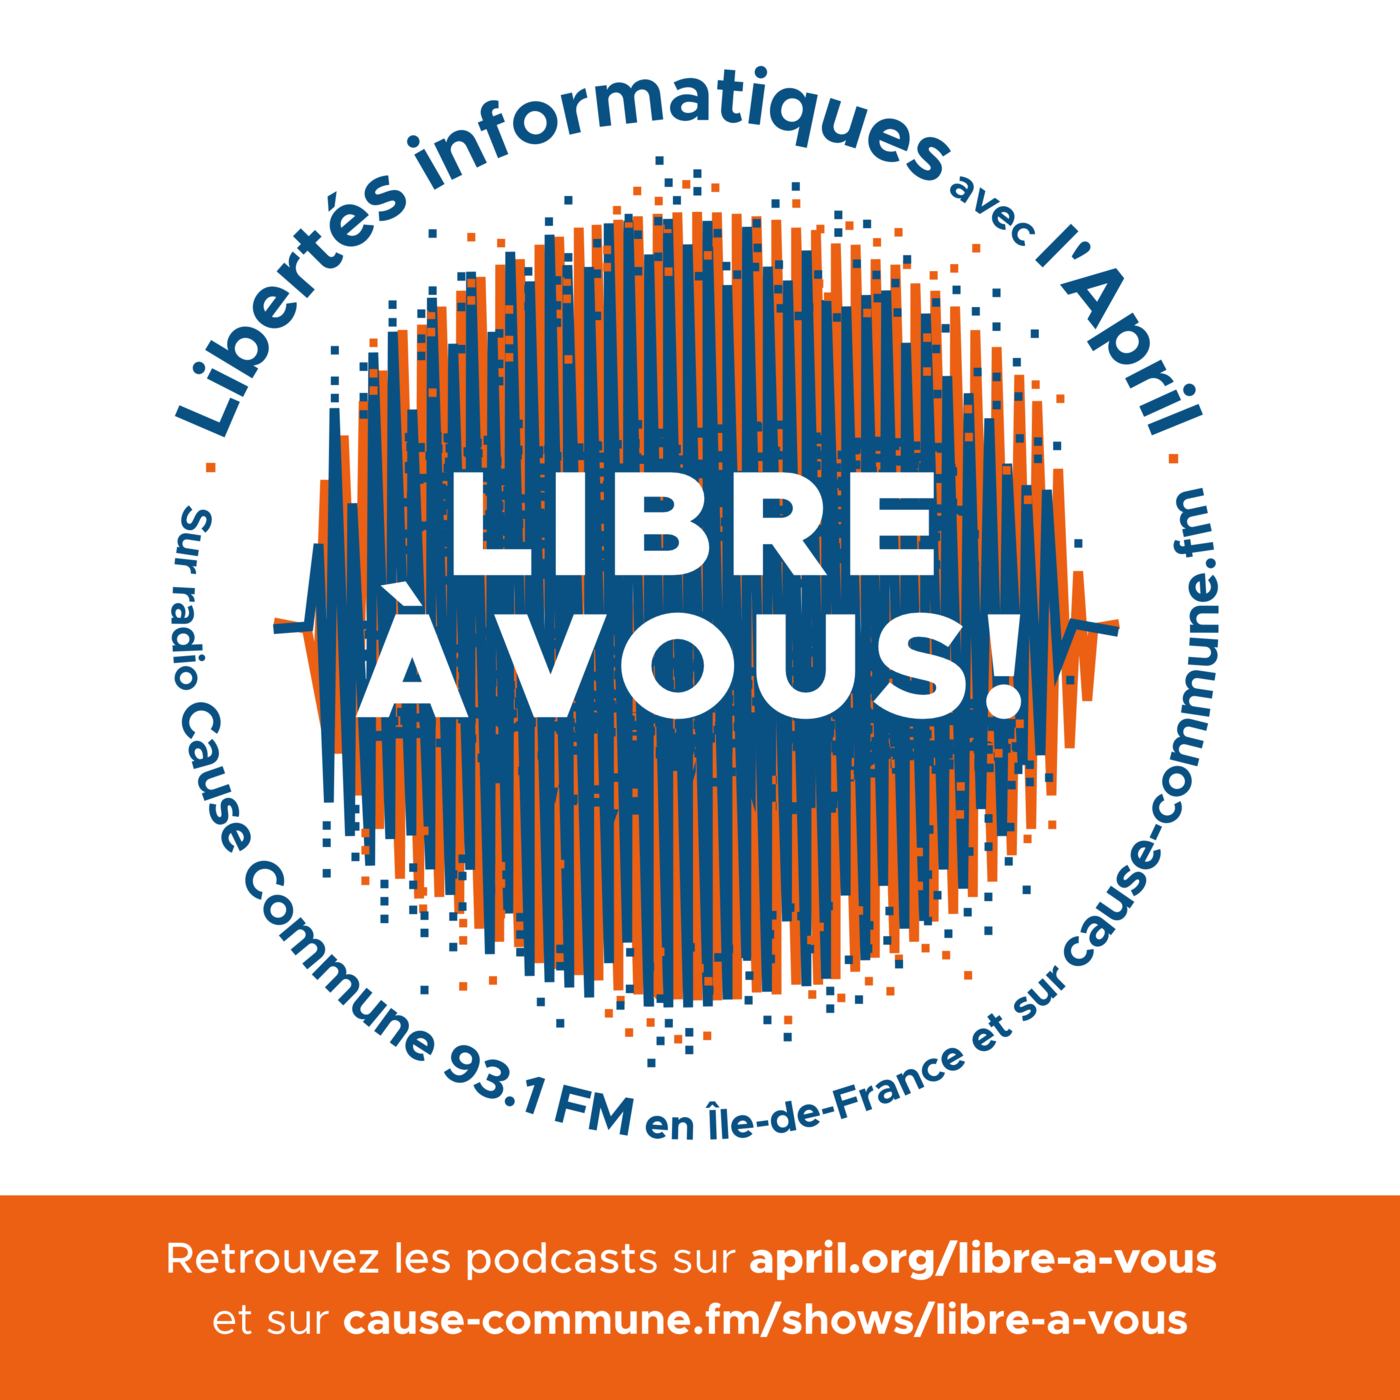 Libertés informatiques avec l'April
LIBRE
À VOUS!
Sur radio Cause Commune 93.1 FM en Île-de-France et sur cause-commune.fm
Retrouvez les podcasts sur april.org/libre-a-vous
et sur cause-commune.fm/shows/libre-a-vous